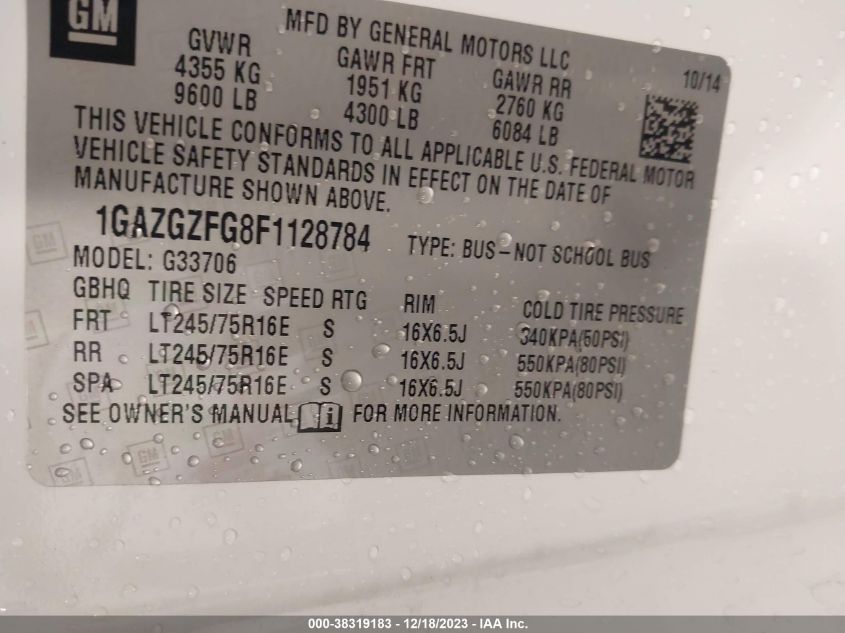 GM
MFD BY GENERAL MOTORS LLC
GVWR GAWR FRT GAWR RR 10/14
4355 KG 1951 KG 2760 KG
9600 LB 4300 LB 6084 LB
THIS VEHICLE CONFORMS TO ALL APPLICABLE U.S. FEDERAL MOTOR
VEHICLE SAFETY STANDARDS IN EFFECT ON THE DATE OF
MANUFACTURE SHOWN ABOVE.
1GAZGZFG8F1128784 TYPE: BUS-NOT SCHOOL BUS
MODEL: G33706
GBHQ TIRE SIZE SPEED RTG RIM COLD TIRE PRESSURE
FRT LT245/75R16E S 16X6.5J 340KPA(50PSI)
RR LT245/75R16E S 16X6.5J 550KPA(80PSI)
SPA LT245/75R16E S 16X6.5J 550KPA(80PSI)
SEE OWNER'S MANUAL i FOR MORE INFORMATION.
GM
GM
GM
000-38319183 - 12/18/2023 - IAA Inc.